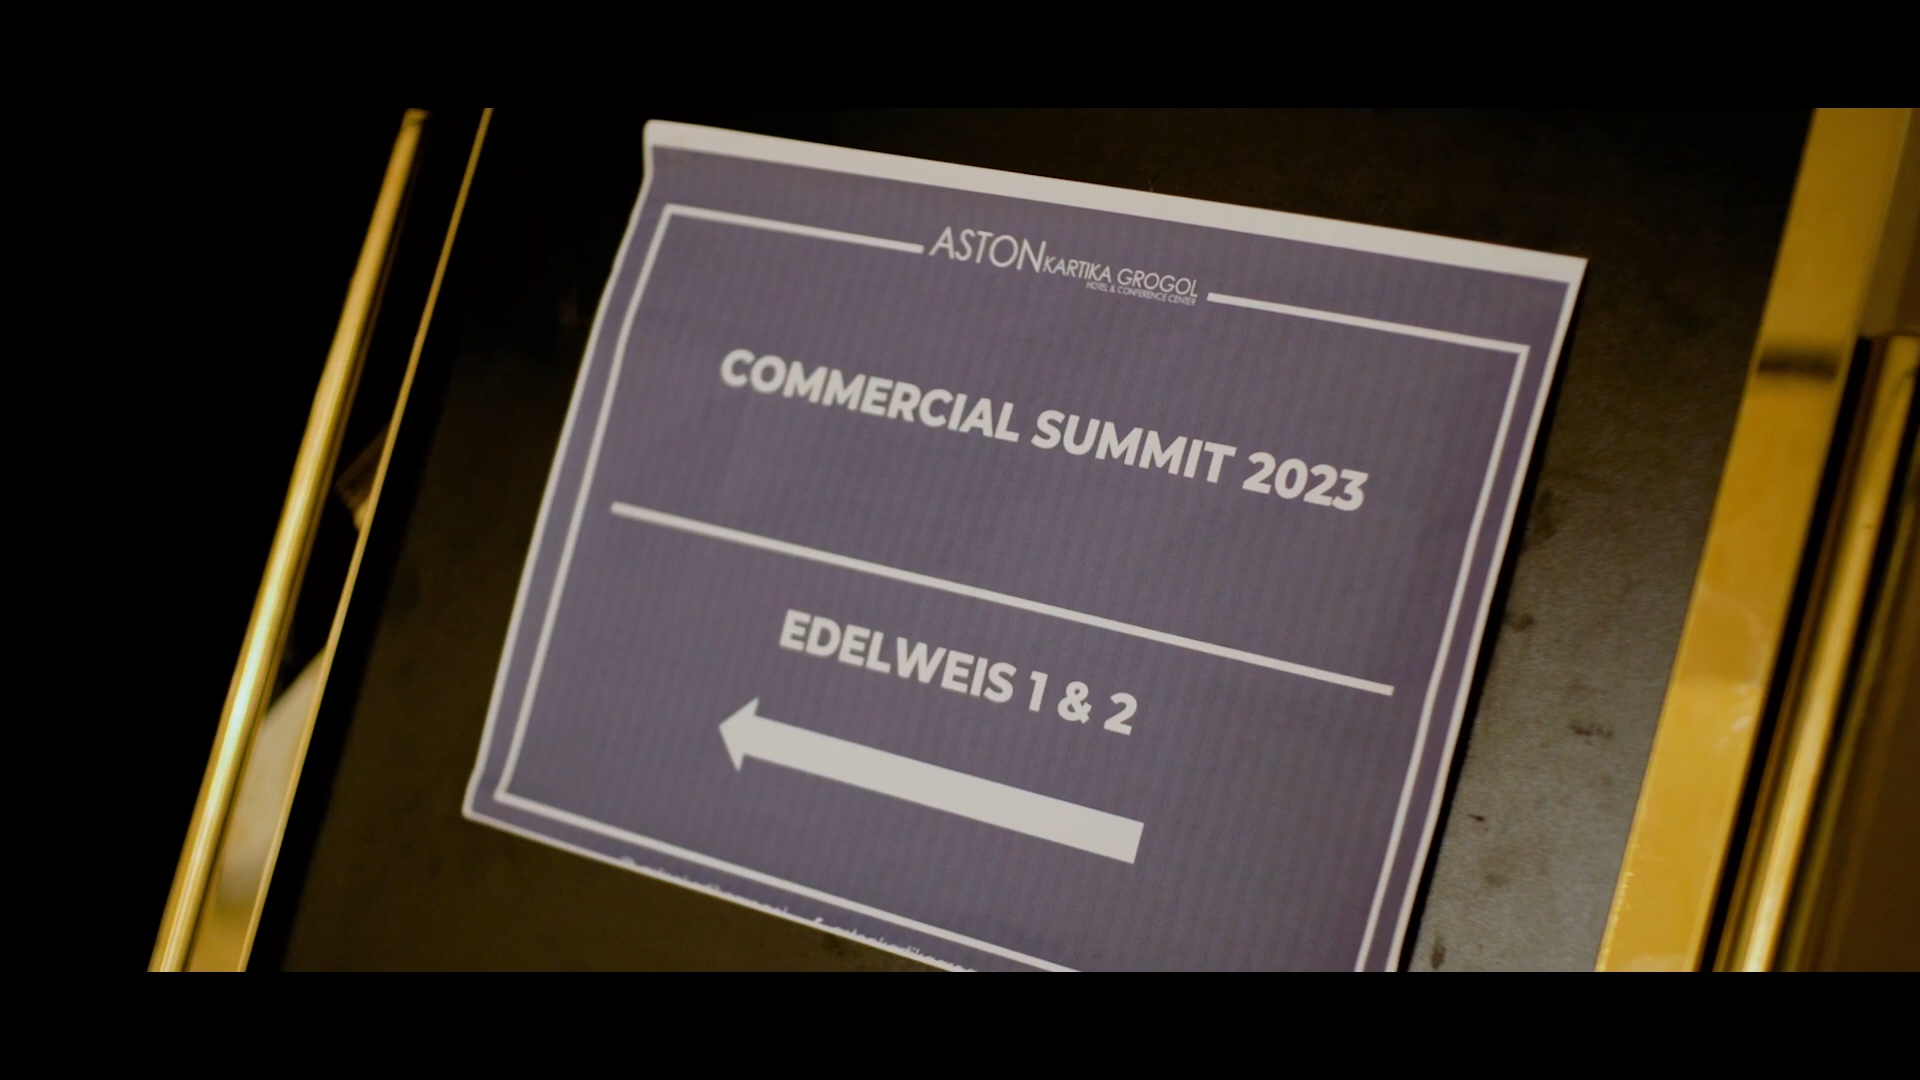 ASTON KARTIKA GROGOL
HOTEL & CONFERENCE CENTER
COMMERCIAL SUMMIT 2023
EDELWEIS 1 & 2